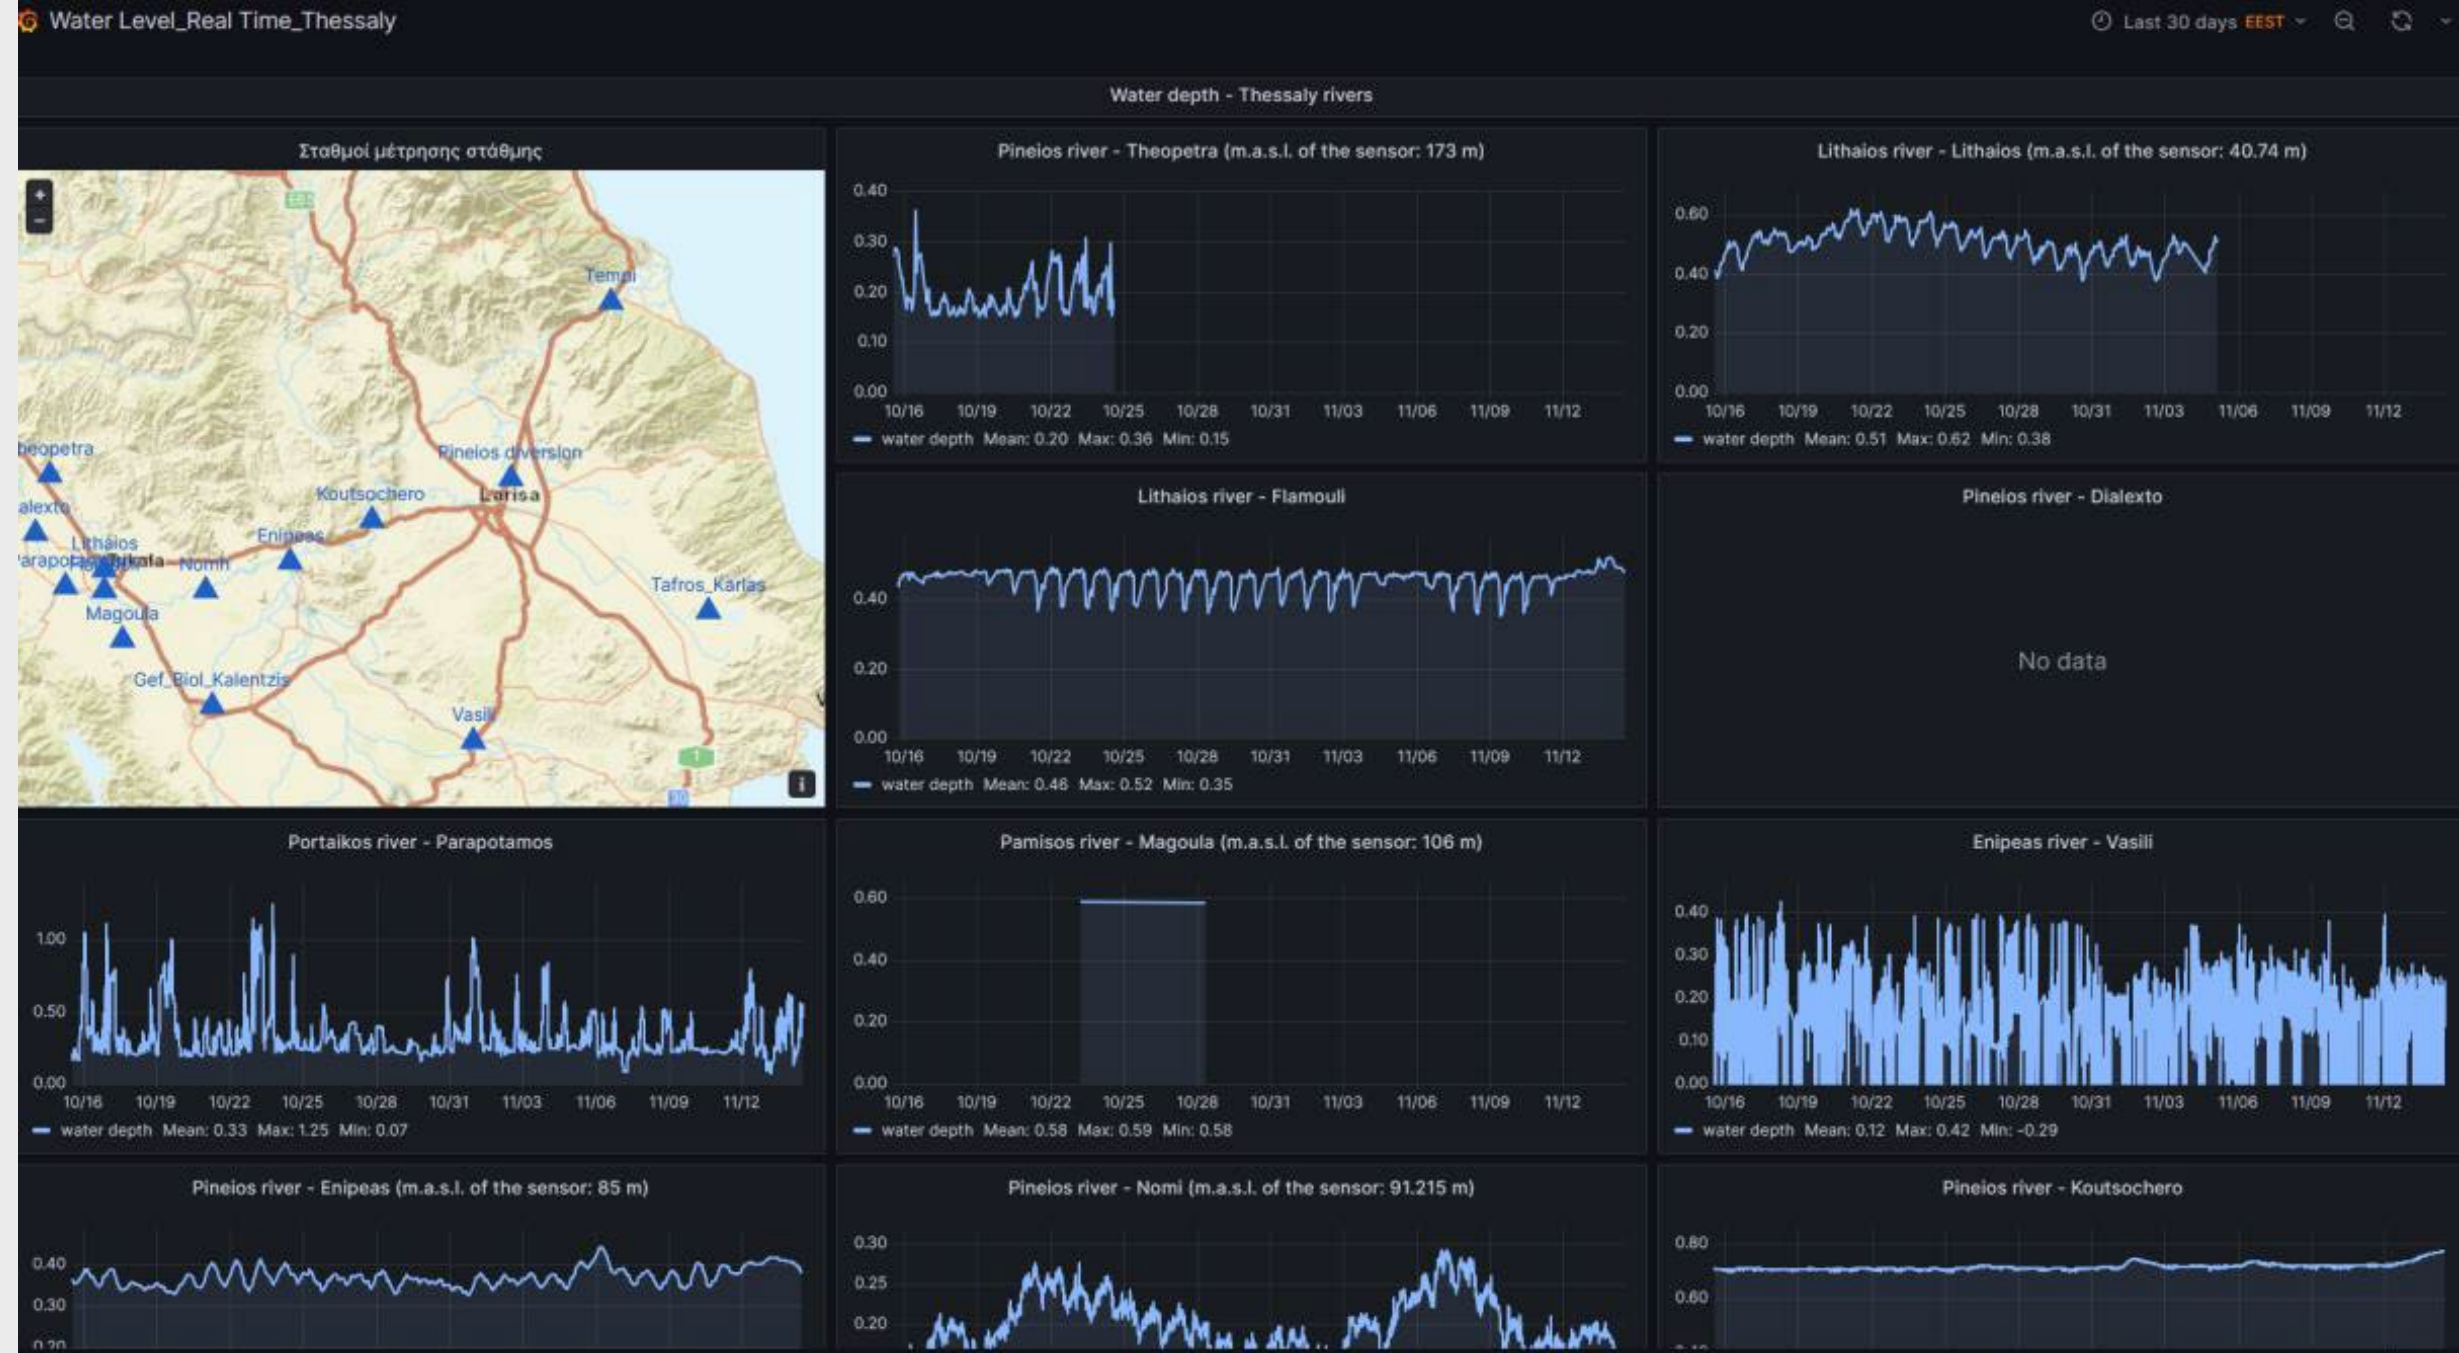 Water Level_Real Time_Thessaly
Last 30 days EEST
Water depth - Thessaly rivers
Σταθμοί μέτρησης στάθμης
+
-
Tempi
Pineios diversion
Larisa
Koutsochero
Enipeas
Lithaios
Nomh
Magoula
Tafros_Karlas
Gef_Biol_Kalentzis
Vasili
1
i
Pineios river - Theopetra (m.a.s.l. of the sensor: 173 m)
0.40
0.30
0.20
0.10
0.00
10/16 10/19 10/22 10/25 10/28 10/31 11/03 11/06 11/09 11/12
water depth Mean: 0.20 Max: 0.36 Min: 0.15
Lithaios river - Lithaios (m.a.s.l. of the sensor: 40.74 m)
0.60
0.40
0.20
0.00
10/16 10/19 10/22 10/25 10/28 10/31 11/03 11/06 11/09 11/12
water depth Mean: 0.51 Max: 0.62 Min: 0.38
Lithaios river - Flamouli
0.40
0.20
0.00
10/16 10/19 10/22 10/25 10/28 10/31 11/03 11/06 11/09 11/12
water depth Mean: 0.46 Max: 0.52 Min: 0.35
Pineios river - Dialexto
No data
Portaikos river - Parapotamos
1.00
0.50
0.00
10/16 10/19 10/22 10/25 10/28 10/31 11/03 11/06 11/09 11/12
water depth Mean: 0.33 Max: 1.25 Min: 0.07
Pamisos river - Magoula (m.a.s.l. of the sensor: 106 m)
0.60
0.40
0.20
0.00
10/16 10/19 10/22 10/25 10/28 10/31 11/03 11/06 11/09 11/12
water depth Mean: 0.58 Max: 0.59 Min: 0.58
Enipeas river - Vasili
0.40
0.30
0.20
0.10
0.00
10/16 10/19 10/22 10/25 10/28 10/31 11/03 11/06 11/09 11/12
water depth Mean: 0.12 Max: 0.42 Min: -0.29
Pineios river - Enipeas (m.a.s.l. of the sensor: 85 m)
0.40
0.30
0.20
Pineios river - Nomi (m.a.s.l. of the sensor: 91.215 m)
0.30
0.25
0.20
Pineios river - Koutsochero
0.80
0.60